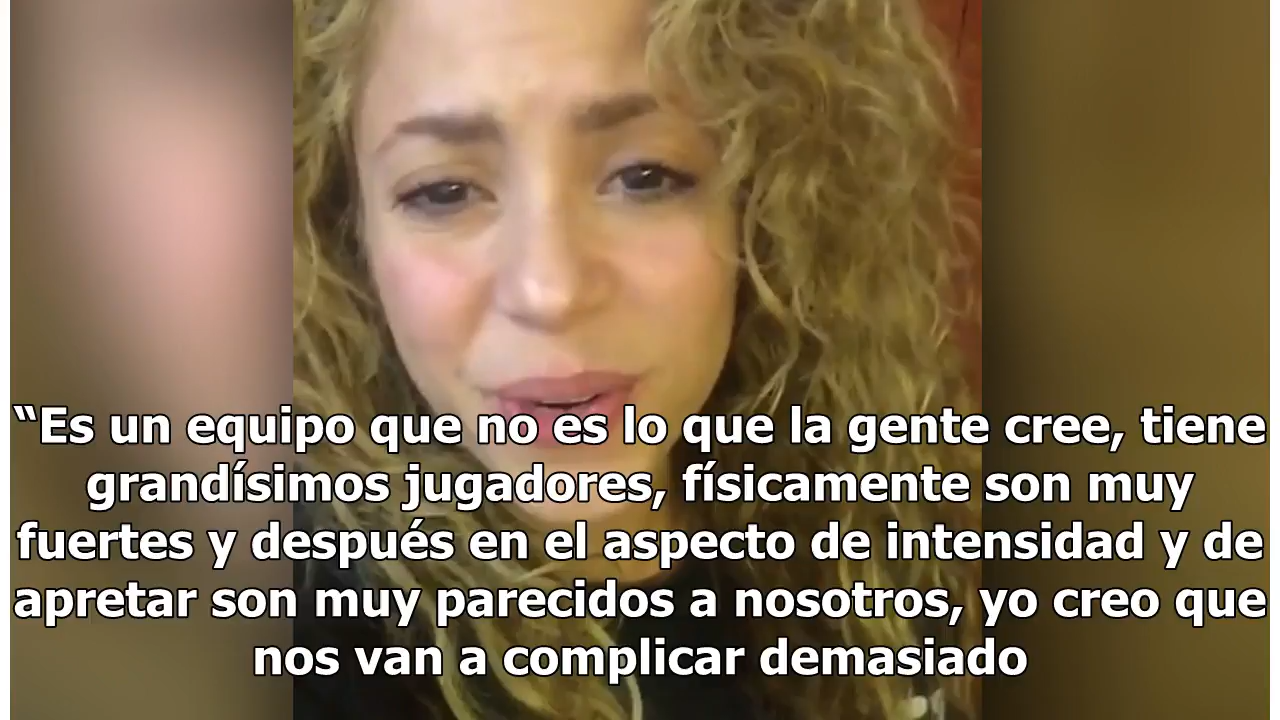 “Es un equipo que no es lo que la gente cree, tiene
grandísimos jugadores, físicamente son muy
fuertes y después en el aspecto de intensidad y de
apretar son muy parecidos a nosotros, yo creo que
nos van a complicar demasiado